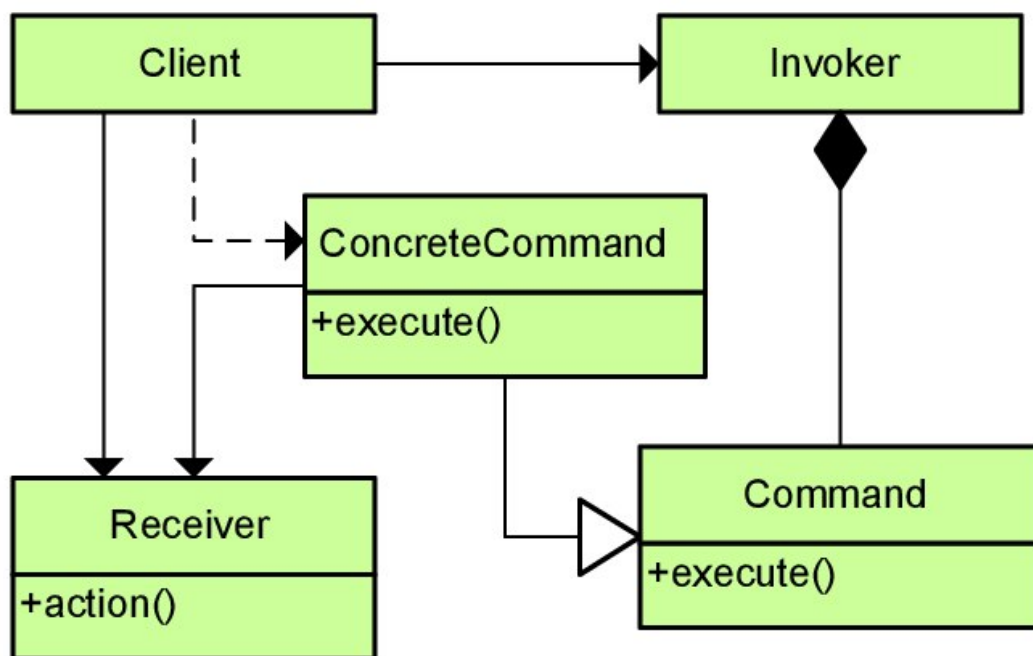 Client
Invoker
ConcreteCommand
+execute()
Receiver
+action()
Command
+execute()